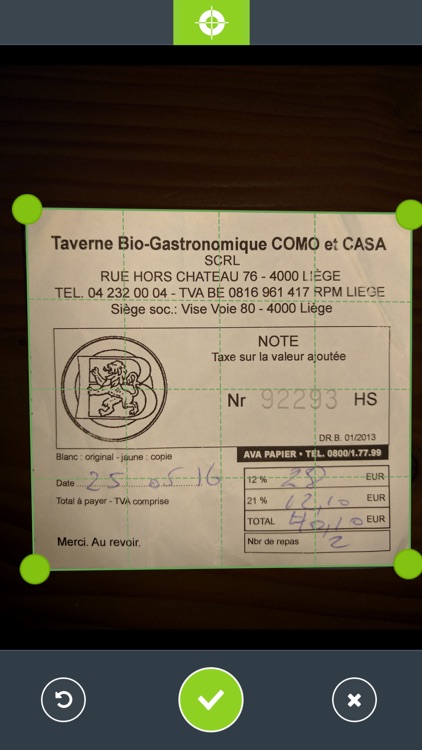 Taverne Bio-Gastronomique COMO et CASA
SCRL
RUE HORS CHATEAU 76 - 4000 LIÈGE
TEL. 04 232 00 04 - TVA BE 0816 961 417 RPM LIEGE
Siège soc.: Vise Voie 80 - 4000 Liège
NOTE
Taxe sur la valeur ajoutée
Nr 92293 HS
DR.B. 01/2013
Blanc : original - jaune : copie
AVA PAPIER • TEL. 0800/1.77.99
Date 25 05 16
12 % 28 EUR
Total à payer - TVA comprise
21 % 12,10 EUR
TOTAL 40,10 EUR
Merci. Au revoir.
Nbr de repas 2